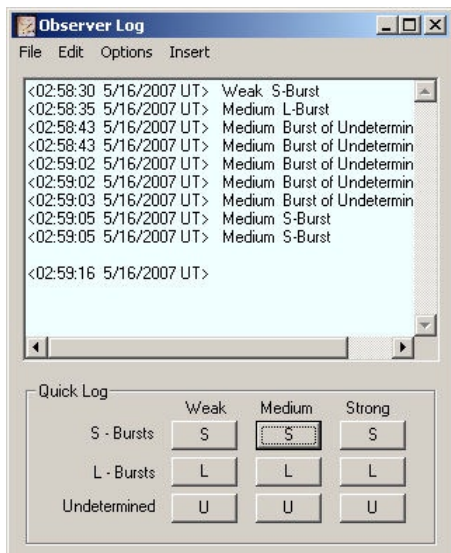 Observer Log
File Edit Options Insert
<02:58:30 5/16/2007 UT> Weak S-Burst
<02:58:35 5/16/2007 UT> Medium L-Burst
<02:58:43 5/16/2007 UT> Medium Burst of Undetermin
<02:58:43 5/16/2007 UT> Medium Burst of Undetermin
<02:59:02 5/16/2007 UT> Medium Burst of Undetermin
<02:59:02 5/16/2007 UT> Medium Burst of Undetermin
<02:59:03 5/16/2007 UT> Medium Burst of Undetermin
<02:59:05 5/16/2007 UT> Medium S-Burst
<02:59:05 5/16/2007 UT> Medium S-Burst
<02:59:16 5/16/2007 UT>
Quick Log
Weak Medium Strong
S - Bursts S S S
L - Bursts L L L
Undetermined U U U